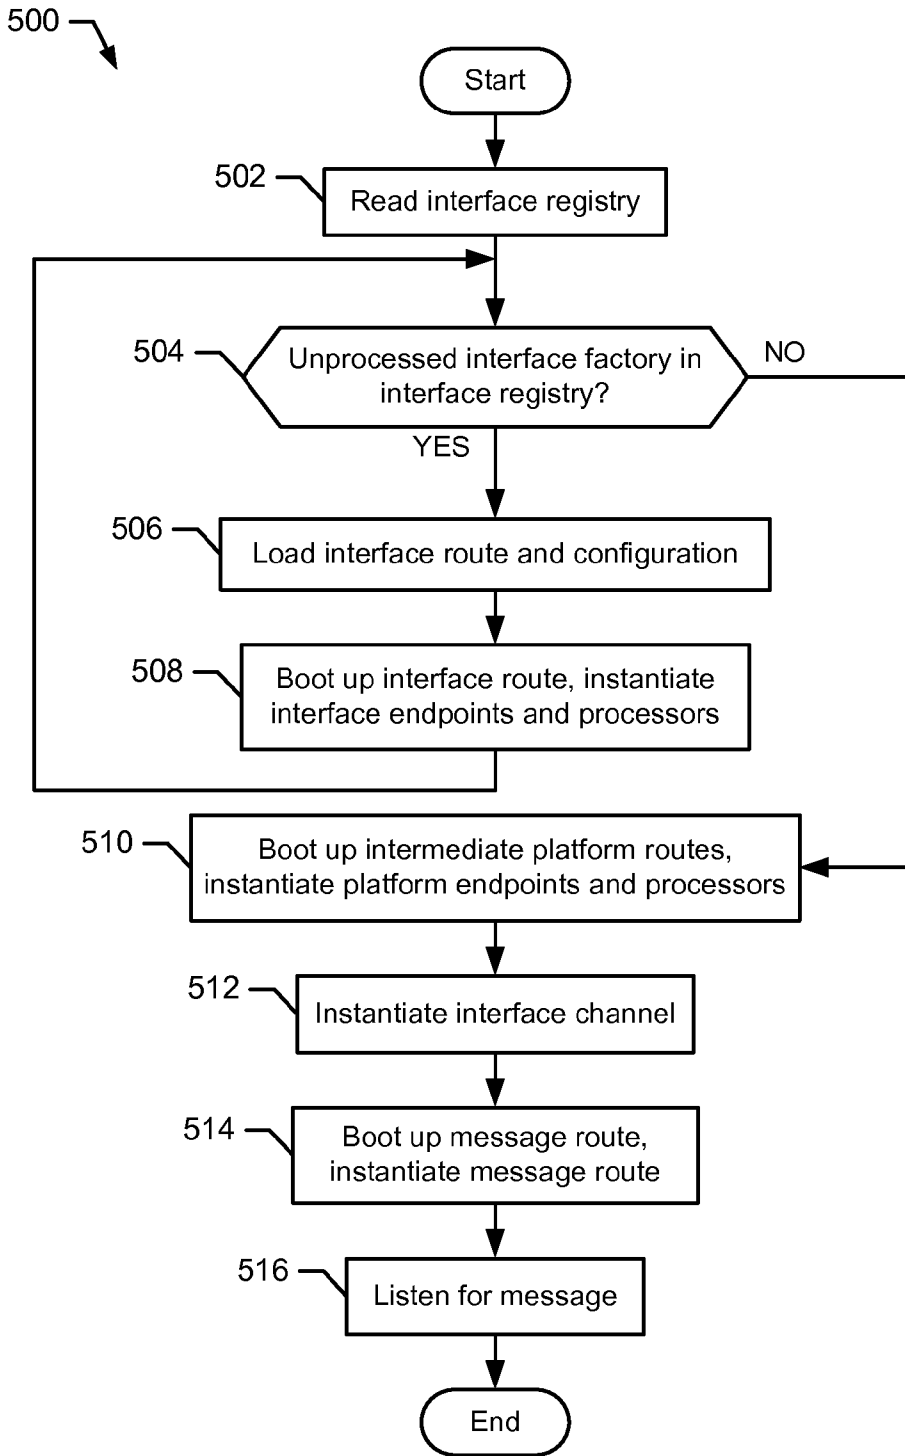 500
Start
502
Read interface registry
504
Unprocessed interface factory in
interface registry?
NO
YES
506
Load interface route and configuration
508
Boot up interface route, instantiate
interface endpoints and processors
510
Boot up intermediate platform routes,
instantiate platform endpoints and processors
512
Instantiate interface channel
514
Boot up message route,
instantiate message route
516
Listen for message
End